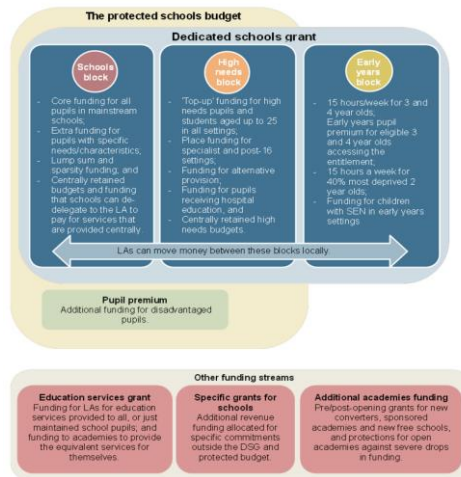 The protected schools budget
Dedicated schools grant
Schools
block
- Core funding for all
pupils in mainstream
schools;
- Extra funding for
pupils with specific
needs/characteristics;
- Lump sum and
sparsity funding; and
- Centrally retained
budgets and funding
that schools can de-
delegate to the LA to
pay for services that
are provided centrally.
High
needs
block
- 'Top-up' funding for high
needs pupils and
students aged up to 25
in all settings;
- Place funding for
specialist and post-16
settings;
- Funding for alternative
provision;
- Funding for pupils
receiving hospital
education, and
- Centrally retained high
needs budgets.
Early
years
block
- 15 hours/week for 3 and
4 year olds;
- Early years pupil
premium for eligible 3
and 4 year olds
accessing the
entitlement;
- 15 hours a week for
40% most deprived 2
year olds; and
- Funding for children
with SEN in early years
settings
LAs can move money between these blocks locally.
Pupil premium
Additional funding for disadvantaged
pupils.
Other funding streams
Education services grant
Funding for LAs for education
services provided to all, or just
maintained school pupils; and
funding to academies to provide
the equivalent services for
themselves.
Specific grants for
schools
Additional revenue
funding allocated for
specific commitments
outside the DSG and
protected budget.
Additional academies funding
Pre/post-opening grants for new
converters, sponsored
academies and new free schools,
and protections for open
academies against severe drops
in funding.